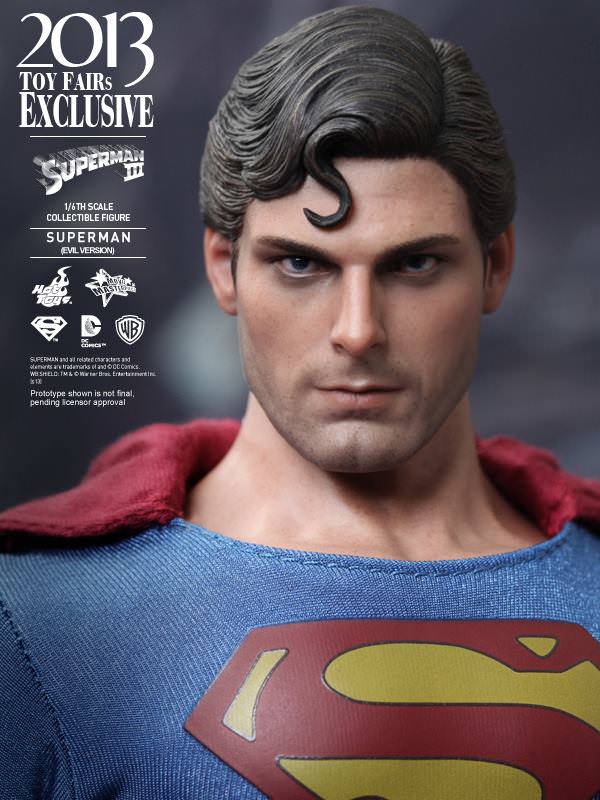 2013
TOY FAIRS
EXCLUSIVE
SUPERMAN
III
1/6TH SCALE
COLLECTIBLE FIGURE
SUPERMAN
(EVIL VERSION)
HOT
TOYS
MOVIE
MASTERPIECE
S
DC
COMICS™
WB
SUPERMAN and all related characters and
elements are trademarks of and © DC Comics.
WB SHIELD: TM & © Warner Bros. Entertainment Inc.
(s13)
Prototype shown is not final,
pending licensor approval
S